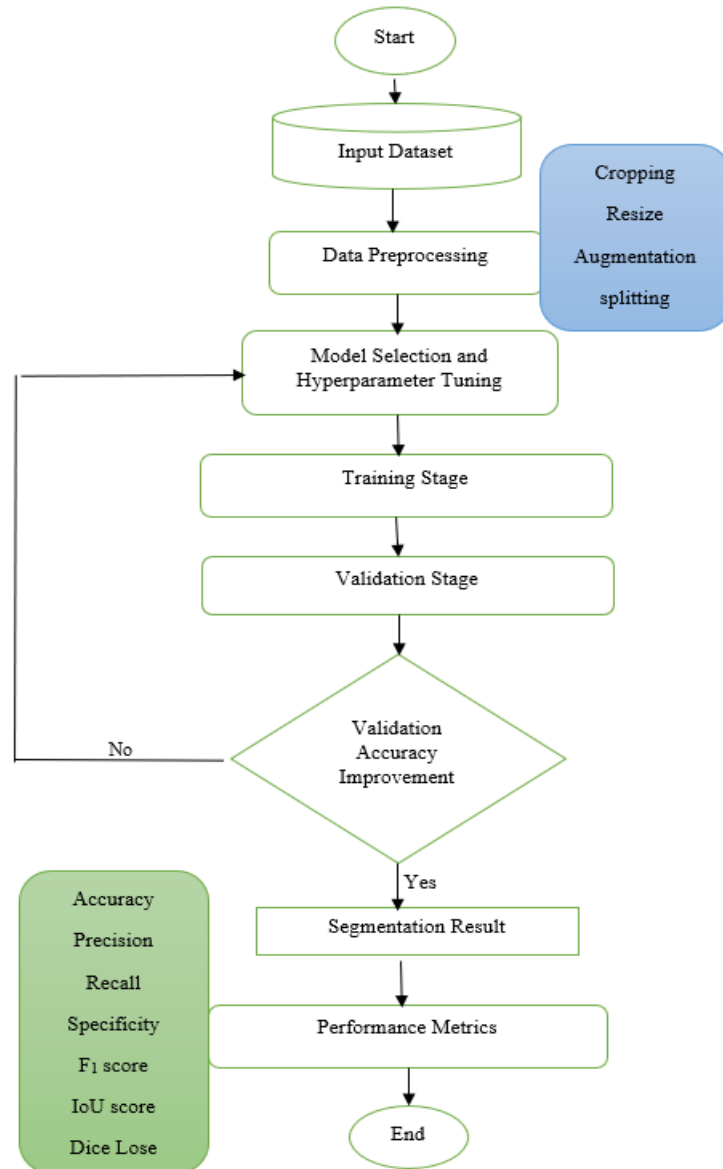 Start
Input Dataset
Cropping
Resize
Augmentation
splitting
Data Preprocessing
Model Selection and
Hyperparameter Tuning
Training Stage
Validation Stage
Validation
Accuracy
Improvement
No
Yes
Accuracy
Precision
Recall
Specificity
F₁ score
IoU score
Dice Lose
Segmentation Result
Performance Metrics
End